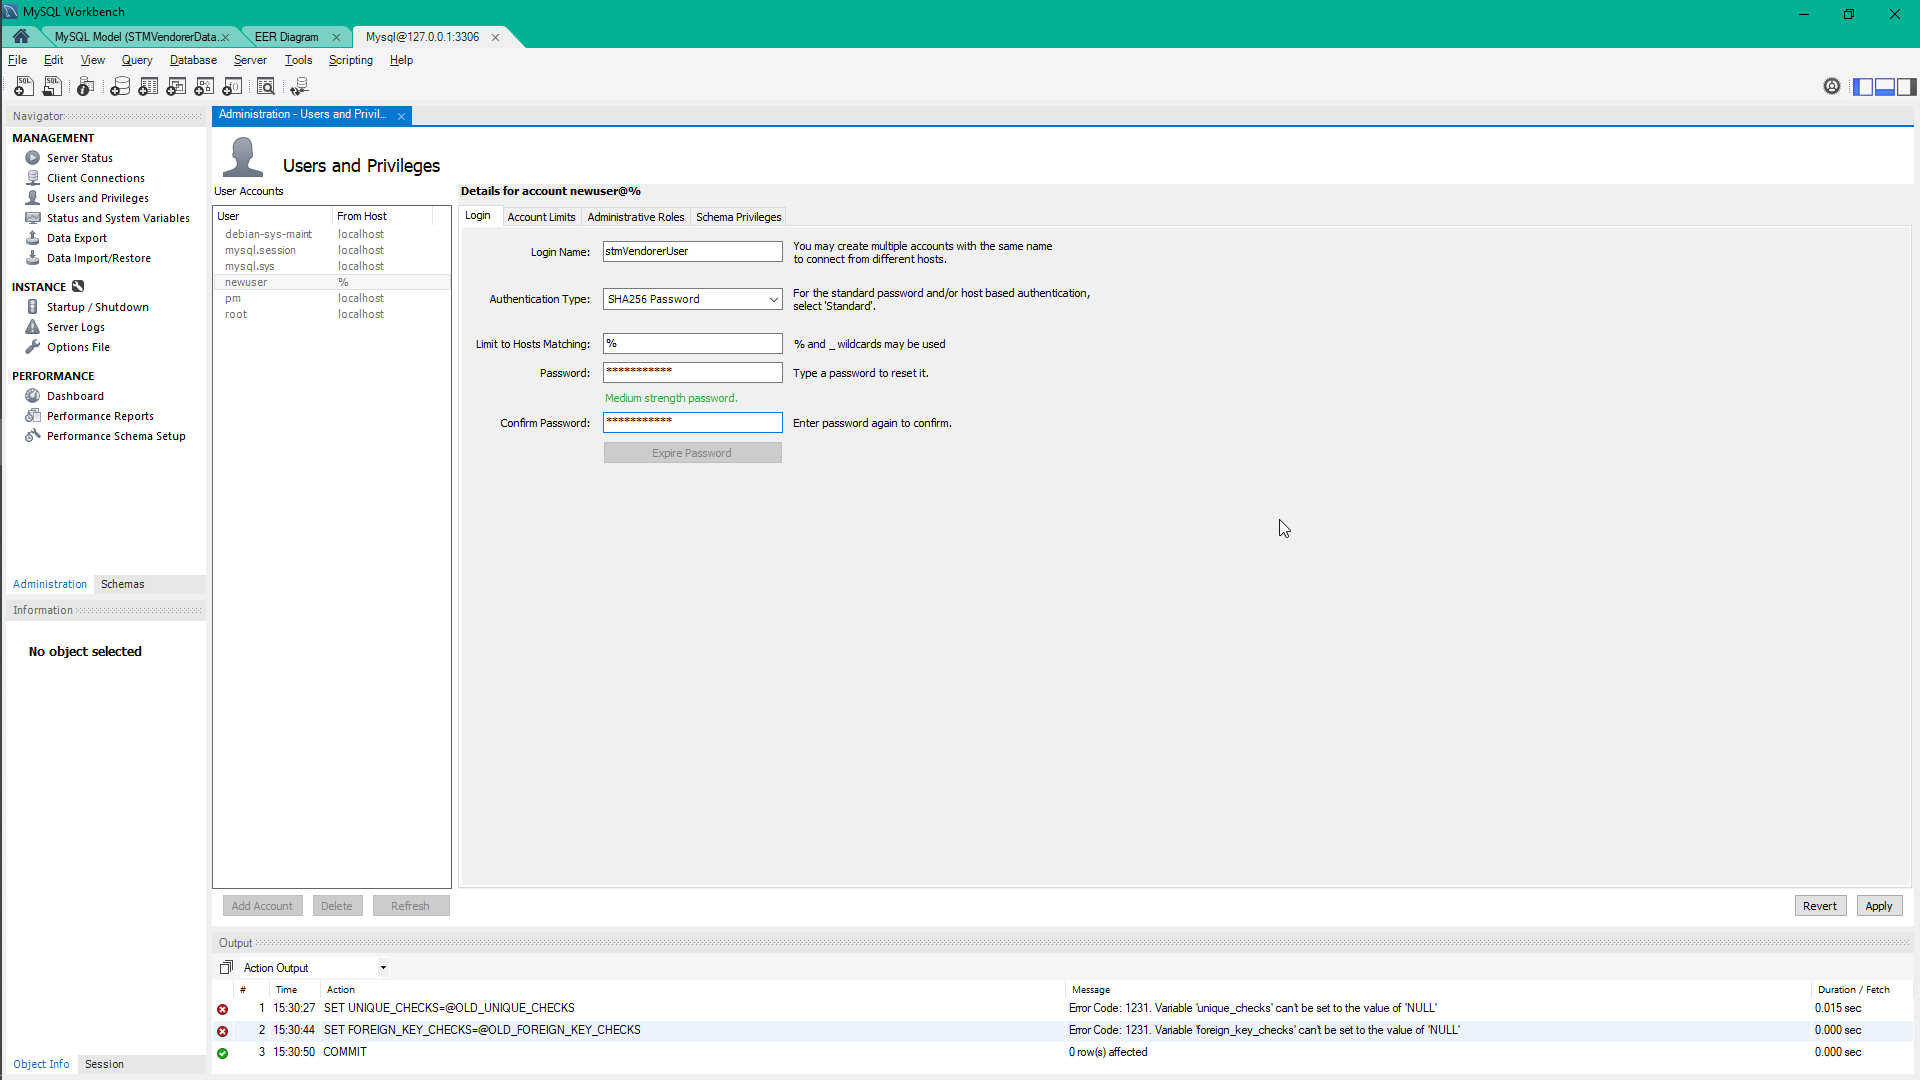 MySQL Workbench
MySQL Model (STMVendorerData... EER Diagram Mysql@127.0.0.1:3306
File Edit View Query Database Server Tools Scripting Help
Navigator
MANAGEMENT
Server Status
Client Connections
Users and Privileges
Status and System Variables
Data Export
Data Import/Restore
INSTANCE
Startup / Shutdown
Server Logs
Options File
PERFORMANCE
Dashboard
Performance Reports
Performance Schema Setup
Administration Schemas
Information
No object selected
Object Info Session
Administration - Users and Privil...
Users and Privileges
User Accounts
User From Host
debian-sys-maint localhost
mysql.session localhost
mysql.sys localhost
newuser %
pm localhost
root localhost
Add Account Delete Refresh
Details for account newuser@%
Login Account Limits Administrative Roles Schema Privileges
Login Name: stmVendorerUser You may create multiple accounts with the same name
to connect from different hosts.
Authentication Type: SHA256 Password For the standard password and/or host based authentication,
select 'Standard'.
Limit to Hosts Matching: % % and _ wildcards may be used
Password: *********** Type a password to reset it.
Medium strength password.
Confirm Password: *********** Enter password again to confirm.
Expire Password
Revert Apply
Output
Action Output
# Time Action Message Duration / Fetch
1 15:30:27 SET UNIQUE_CHECKS=@OLD_UNIQUE_CHECKS Error Code: 1231. Variable 'unique_checks' can't be set to the value of 'NULL' 0.015 sec
2 15:30:44 SET FOREIGN_KEY_CHECKS=@OLD_FOREIGN_KEY_CHECKS Error Code: 1231. Variable 'foreign_key_checks' can't be set to the value of 'NULL' 0.000 sec
3 15:30:50 COMMIT 0 row(s) affected 0.000 sec